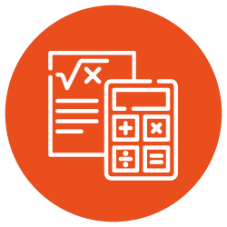 √x
+ ×
÷ =